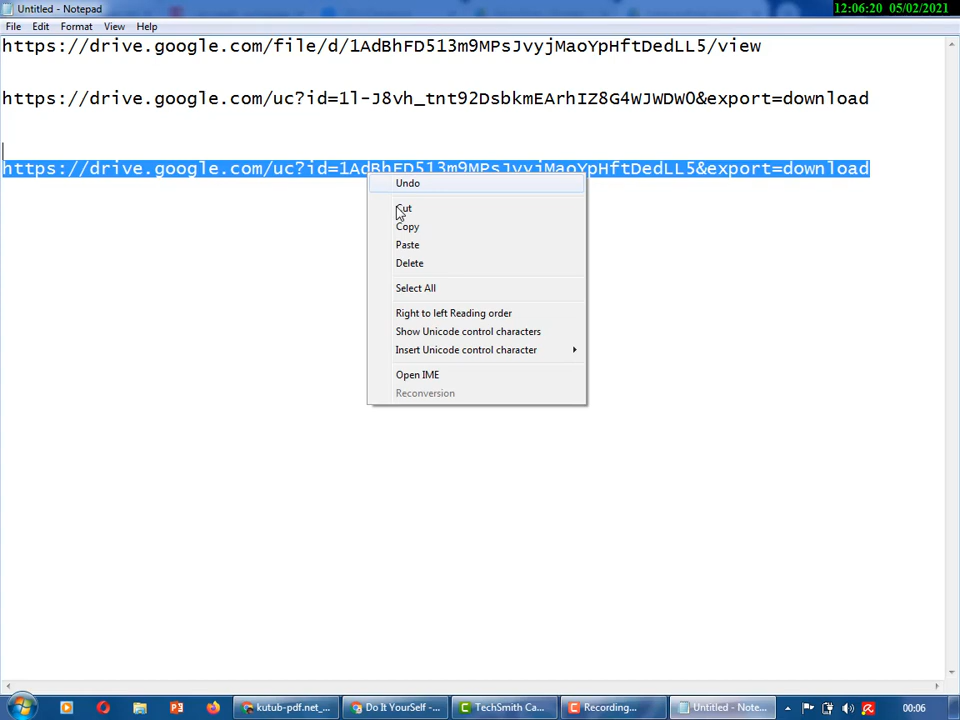 Untitled - Notepad
12:06:20 05/02/2021
File Edit Format View Help
https://drive.google.com/file/d/1AdBhFD513m9MPsJvyjMaoYpHftDedLL5/view
https://drive.google.com/uc?id=1l-J8vh_tnt92DsbkmEArhIZ8G4WJWDWO&export=download
https://drive.google.com/uc?id=1AdBhFD513m9MPsJvyjMaoYpHftDedLL5&export=download
Undo
Cut
Copy
Paste
Delete
Select All
Right to left Reading order
Show Unicode control characters
Insert Unicode control character
Open IME
Reconversion
kutub-pdf.net_... Do It YourSelf -... TechSmith Ca... Recording... Untitled - Note... 00:06